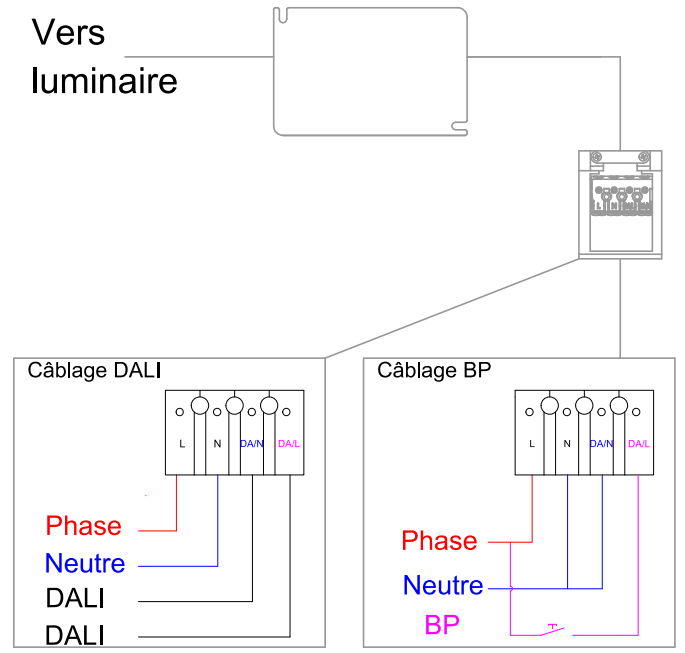 Vers
luminaire
L N
Câblage DALI
L N DA/N DA/L
Phase
Neutre
DALI
DALI
Câblage BP
L N DA/N DA/L
Phase
Neutre
BP